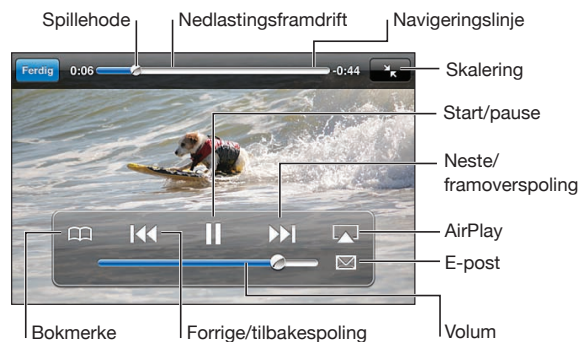 Spillehode
Nedlastingsframdrift
Navigeringslinje
Ferdig
0:06
-0:44
Skalering
Start/pause
Neste/
framoverspoling
AirPlay
E-post
Bokmerke
Forrige/tilbakespoling
Volum